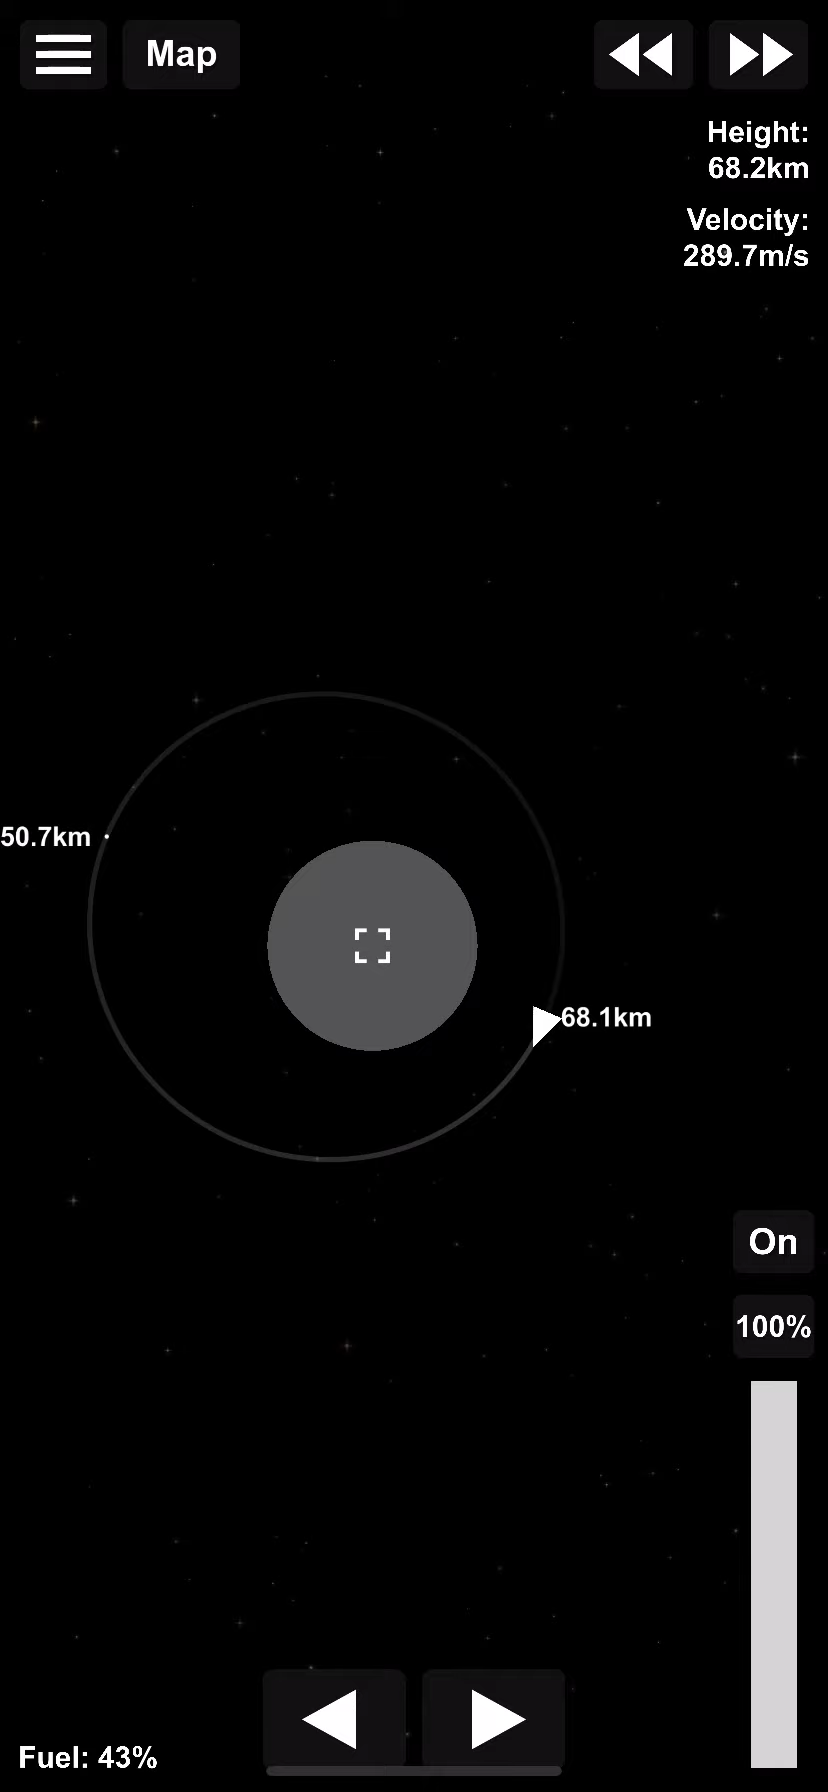 Map
Height:
68.2km
Velocity:
289.7m/s
50.7km
68.1km
On
100%
Fuel: 43%